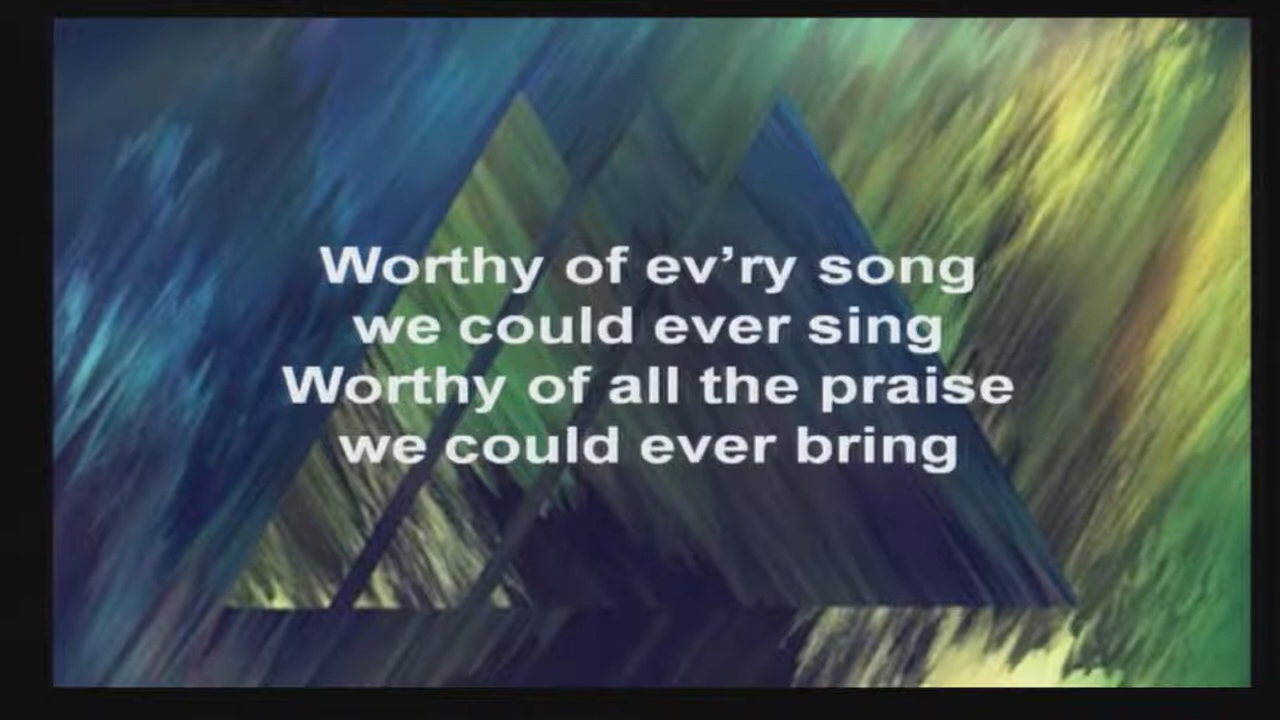 Worthy of ev’ry song
we could ever sing
Worthy of all the praise
we could ever bring